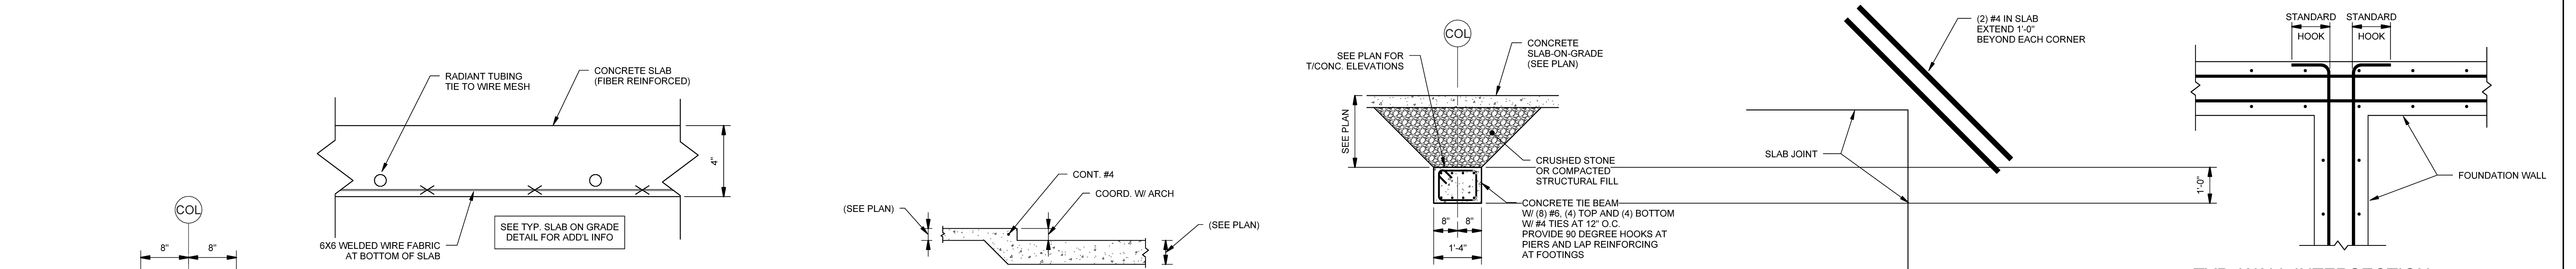 COL
8" 8"
RADIANT TUBING
TIE TO WIRE MESH
CONCRETE SLAB
(FIBER REINFORCED)
4"
6X6 WELDED WIRE FABRIC
AT BOTTOM OF SLAB
SEE TYP. SLAB ON GRADE
DETAIL FOR ADD'L INFO
(SEE PLAN)
CONT. #4
COORD. W/ ARCH
(SEE PLAN)
COL
SEE PLAN FOR
T/CONC. ELEVATIONS
CONCRETE
SLAB-ON-GRADE
(SEE PLAN)
SEE PLAN
CRUSHED STONE
OR COMPACTED
STRUCTURAL FILL
CONCRETE TIE BEAM
W/ (8) #6, (4) TOP AND (4) BOTTOM
W/ #4 TIES AT 12" O.C.
PROVIDE 90 DEGREE HOOKS AT
PIERS AND LAP REINFORCING
AT FOOTINGS
8" 8"
1'-4"
1'-0"
(2) #4 IN SLAB
EXTEND 1'-0"
BEYOND EACH CORNER
SLAB JOINT
STANDARD STANDARD
HOOK HOOK
FOUNDATION WALL